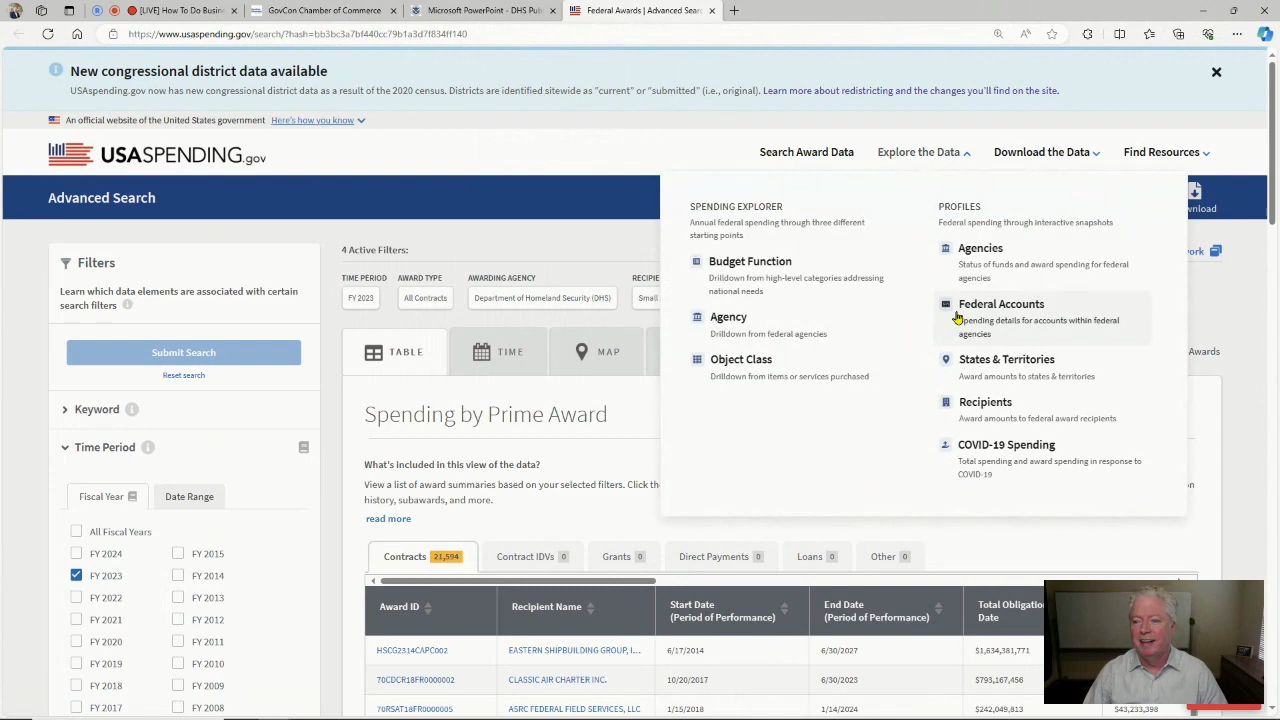 [LIVE] How to Do Busine
GovCon Chamber of Commerce
Microsoft PowerPoint - DHS Pub
Federal Awards | Advanced Sear
https://www.usaspending.gov/search/?hash=bb3bc3a7bf440cc79b1a3d7f834ff140
New congressional district data available
USAspending.gov now has new congressional district data as a result of the 2020 census. Districts are identified sitewide as "current" or "submitted" (i.e., original). Learn more about redistricting and the changes you'll find on the site.
An official website of the United States government Here's how you know
USASPENDING.gov
Search Award Data Explore the Data Download the Data Find Resources
Advanced Search
wnload
SPENDING EXPLORER
Annual federal spending through three different
starting points
Budget Function
Drilldown from high-level categories addressing
national needs
Agency
Drilldown from federal agencies
Object Class
Drilldown from items or services purchased
PROFILES
Federal spending through interactive snapshots
Agencies
Status of funds and award spending for federal
agencies
Federal Accounts
Spending details for accounts within federal
agencies
States & Territories
Award amounts to states & territories
Recipients
Award amounts to federal award recipients
COVID-19 Spending
Total spending and award spending in response to
COVID-19
Filters
Learn which data elements are associated with certain
search filters
Submit Search
Reset search
Keyword
Time Period
Fiscal Year Date Range
All Fiscal Years
FY 2024 FY 2015
FY 2023 FY 2014
FY 2022 FY 2013
FY 2021 FY 2012
FY 2020 FY 2011
FY 2019 FY 2010
FY 2018 FY 2009
FY 2017 FY 2008
4 Active Filters:
TIME PERIOD AWARD TYPE AWARDING AGENCY RECIPIE
FY 2023 All Contracts Department of Homeland Security (DHS) Small
work
TABLE TIME MAP
Awards
Spending by Prime Award
What's included in this view of the data?
View a list of award summaries based on your selected filters. Click the
on
history, subawards, and more.
read more
Contracts 21,594 Contract IDVs 0 Grants 0 Direct Payments 0 Loans 0 Other 0
Award ID Recipient Name Start Date
(Period of Performance) End Date
(Period of Performance) Total Obligatio
Date
HSCG2314CAPC002 EASTERN SHIPBUILDING GROUP, I... 6/17/2014 6/30/2027 $1,634,381,771
70CDCR18FR0000002 CLASSIC AIR CHARTER INC. 10/20/2017 6/30/2023 $793,167,456
70RSAT18FR0000005 ASRC FEDERAL FIELD SERVICES, LLC 1/15/2018 1/14/2024 $242,049,813 $43,233,398